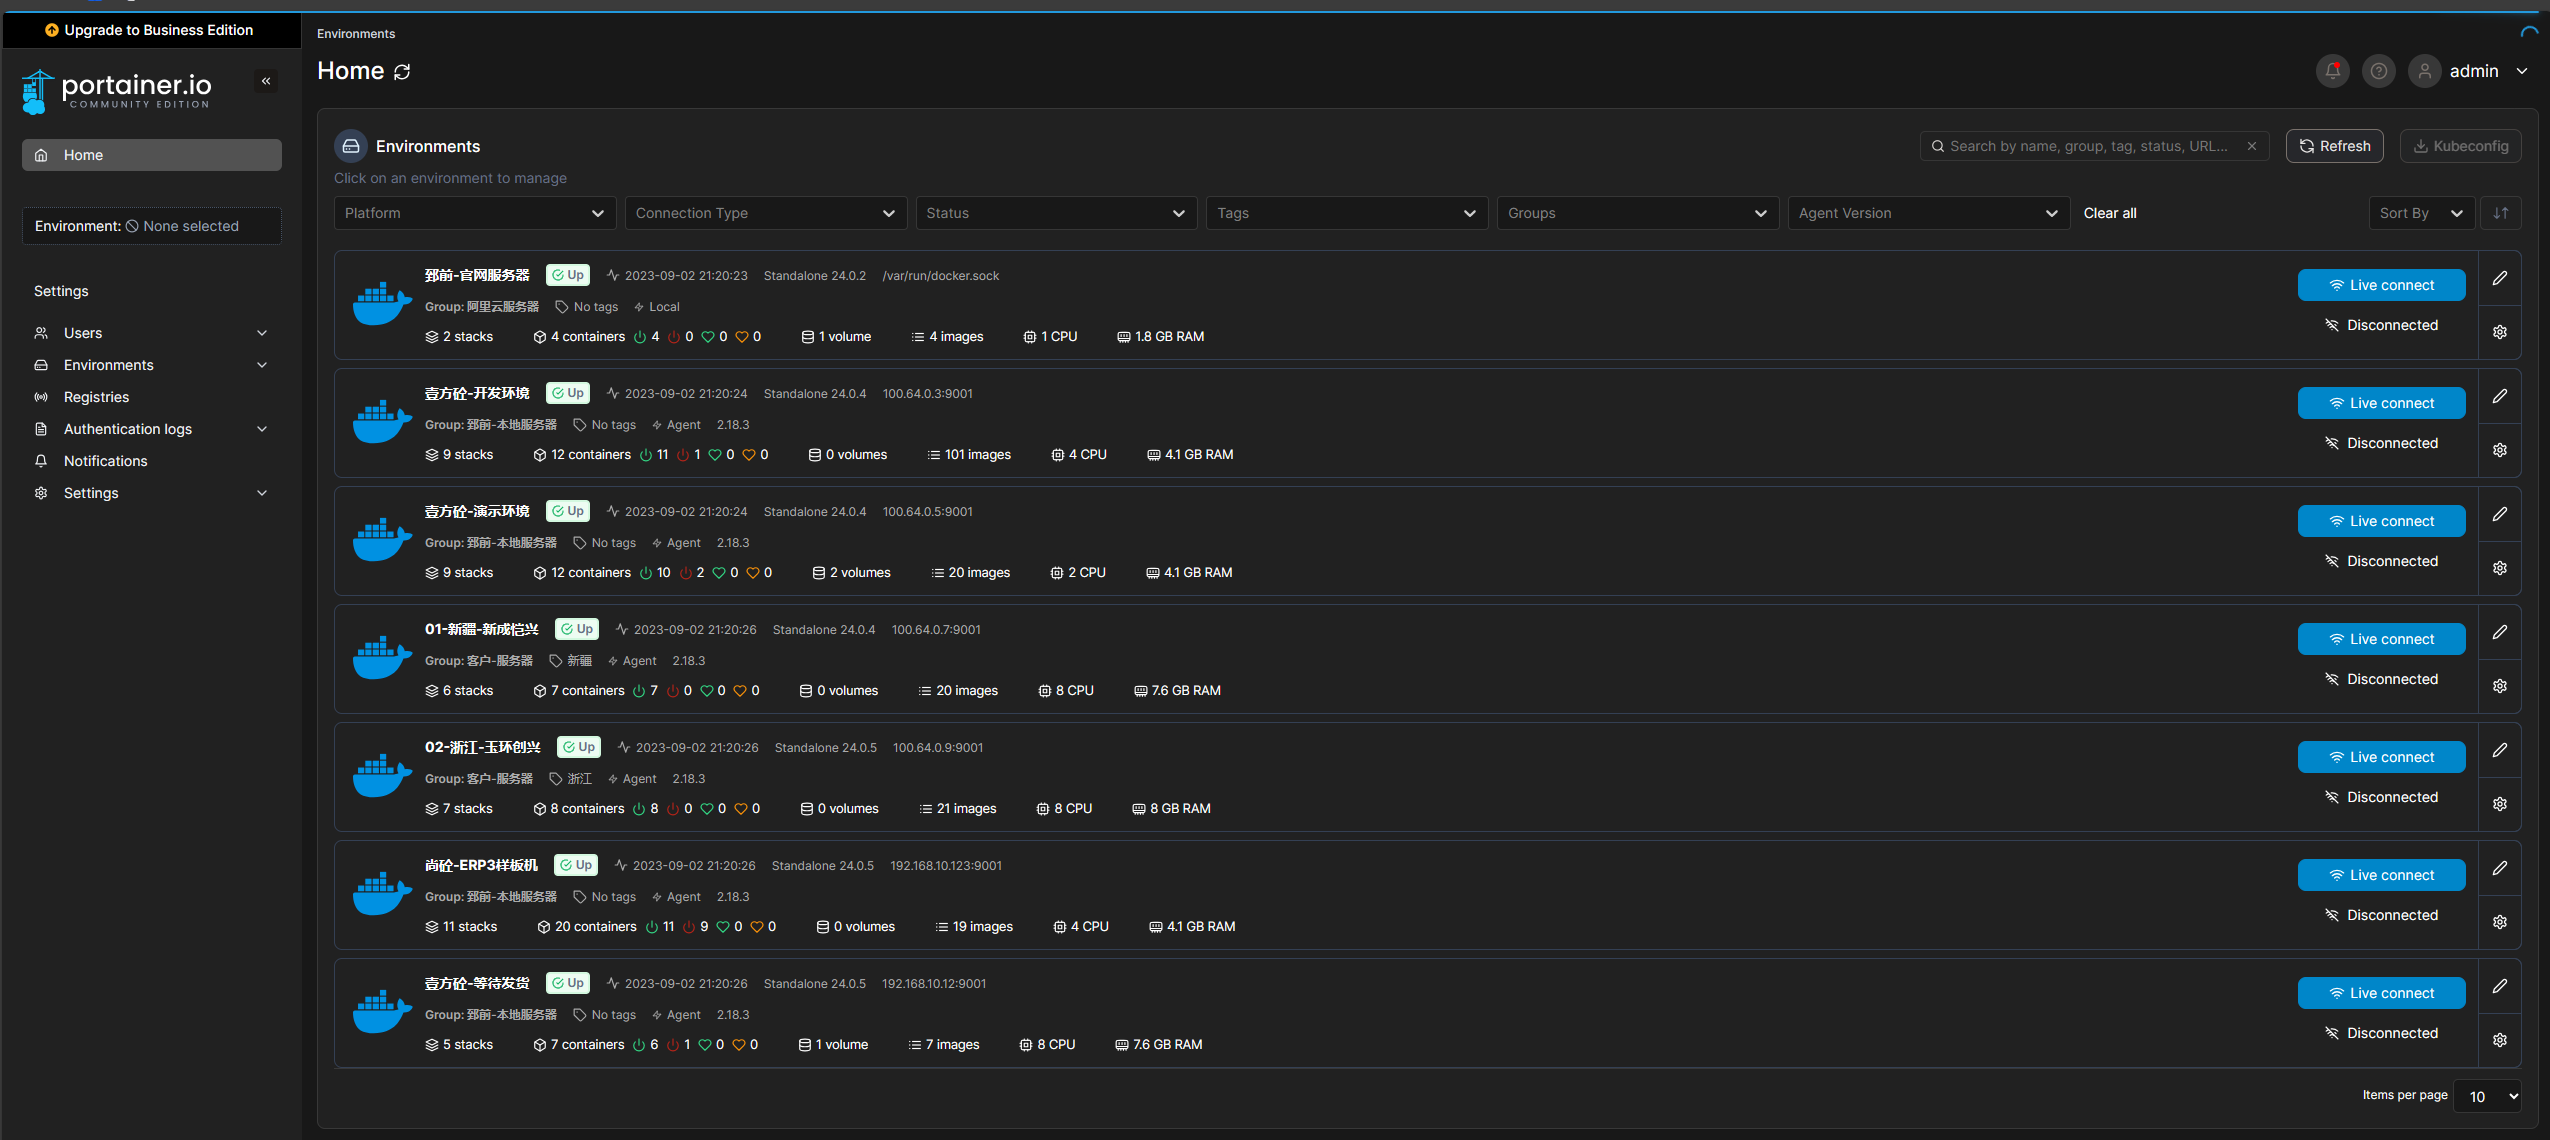 Upgrade to Business Edition
portainer.io
COMMUNITY EDITION
Home
Environment: None selected
Settings
Users
Environments
Registries
Authentication logs
Notifications
Settings
Environments
Home
admin
Environments
Search by name, group, tag, status, URL...
Refresh
Kubeconfig
Click on an environment to manage
Platform
Connection Type
Status
Tags
Groups
Agent Version
Clear all
Sort By
郅前-官网服务器 Up 2023-09-02 21:20:23 Standalone 24.0.2 /var/run/docker.sock
Group: 阿里云服务器 No tags Local
2 stacks 4 containers 4 0 0 0 1 volume 4 images 1 CPU 1.8 GB RAM
Live connect
Disconnected
壹方砼-开发环境 Up 2023-09-02 21:20:24 Standalone 24.0.4 100.64.0.3:9001
Group: 郅前-本地服务器 No tags Agent 2.18.3
9 stacks 12 containers 11 1 0 0 0 volumes 101 images 4 CPU 4.1 GB RAM
Live connect
Disconnected
壹方砼-演示环境 Up 2023-09-02 21:20:24 Standalone 24.0.4 100.64.0.5:9001
Group: 郅前-本地服务器 No tags Agent 2.18.3
9 stacks 12 containers 10 2 0 0 2 volumes 20 images 2 CPU 4.1 GB RAM
Live connect
Disconnected
01-新疆-新成恺兴 Up 2023-09-02 21:20:26 Standalone 24.0.4 100.64.0.7:9001
Group: 客户-服务器 新疆 Agent 2.18.3
6 stacks 7 containers 7 0 0 0 0 volumes 20 images 8 CPU 7.6 GB RAM
Live connect
Disconnected
02-浙江-玉环创兴 Up 2023-09-02 21:20:26 Standalone 24.0.5 100.64.0.9:9001
Group: 客户-服务器 浙江 Agent 2.18.3
7 stacks 8 containers 8 0 0 0 0 volumes 21 images 8 CPU 8 GB RAM
Live connect
Disconnected
尚砼-ERP3样板机 Up 2023-09-02 21:20:26 Standalone 24.0.5 192.168.10.123:9001
Group: 郅前-本地服务器 No tags Agent 2.18.3
11 stacks 20 containers 11 9 0 0 0 volumes 19 images 4 CPU 4.1 GB RAM
Live connect
Disconnected
壹方砼-等待发货 Up 2023-09-02 21:20:26 Standalone 24.0.5 192.168.10.12:9001
Group: 郅前-本地服务器 No tags Agent 2.18.3
5 stacks 7 containers 6 1 0 0 1 volume 7 images 8 CPU 7.6 GB RAM
Live connect
Disconnected
Items per page 10